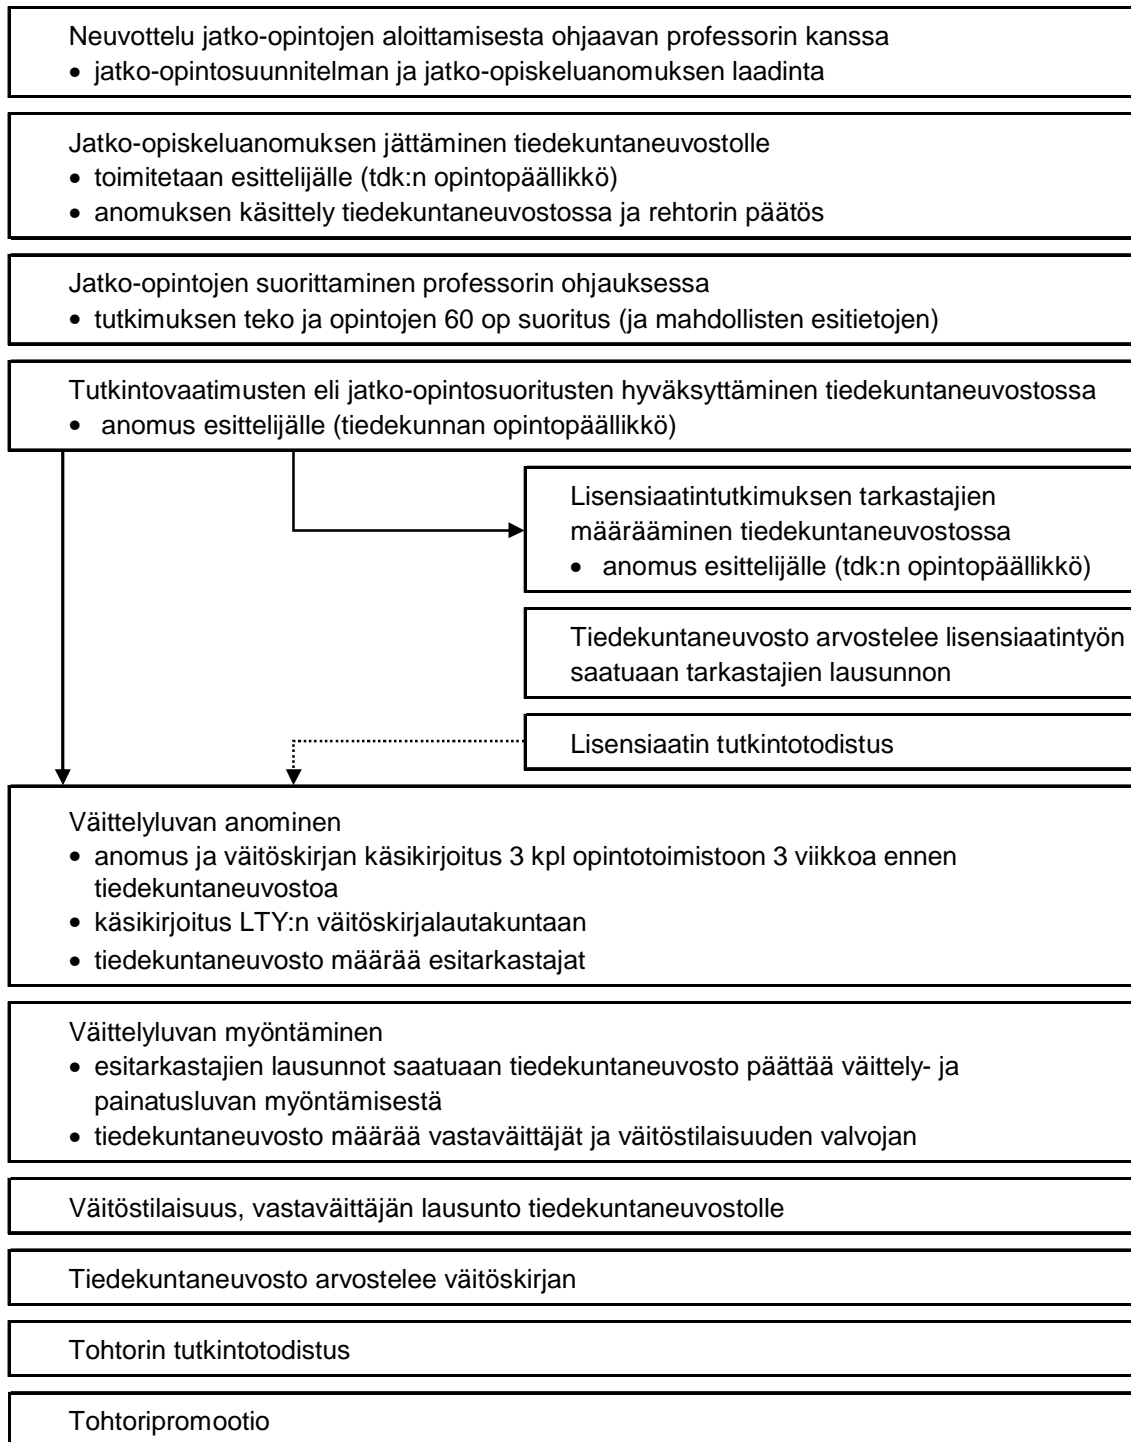 Neuvottelu jatko-opintojen aloittamisesta ohjaavan professorin kanssa
• jatko-opintosuunnitelman ja jatko-opiskeluanomuksen laadinta
Jatko-opiskeluanomuksen jättäminen tiedekuntaneuvostolle
• toimitetaan esittelijälle (tdk:n opintopäällikkö)
• anomuksen käsittely tiedekuntaneuvostossa ja rehtorin päätös
Jatko-opintojen suorittaminen professorin ohjauksessa
• tutkimuksen teko ja opintojen 60 op suoritus (ja mahdollisten esitietojen)
Tutkintovaatimusten eli jatko-opintosuoritusten hyväksyttäminen tiedekuntaneuvostossa
• anomus esittelijälle (tiedekunnan opintopäällikkö)
Lisensiaatintutkimuksen tarkastajien
määrääminen tiedekuntaneuvostossa
• anomus esittelijälle (tdk:n opintopäällikkö)
Tiedekuntaneuvosto arvostelee lisensiaatintyön
saatuaan tarkastajien lausunnon
Lisensiaatin tutkintotodistus
Väittelyluvan anominen
• anomus ja väitöskirjan käsikirjoitus 3 kpl opintotoimistoon 3 viikkoa ennen
tiedekuntaneuvostoa
• käsikirjoitus LTY:n väitöskirjalautakuntaan
• tiedekuntaneuvosto määrää esitarkastajat
Väittelyluvan myöntäminen
• esitarkastajien lausunnot saatuaan tiedekuntaneuvosto päättää väittely- ja
painatusluvan myöntämisestä
• tiedekuntaneuvosto määrää vastaväittäjät ja väitöstilaisuuden valvojan
Väitöstilaisuus, vastaväittäjän lausunto tiedekuntaneuvostolle
Tiedekuntaneuvosto arvostelee väitöskirjan
Tohtorin tutkintotodistus
Tohtoripromootio